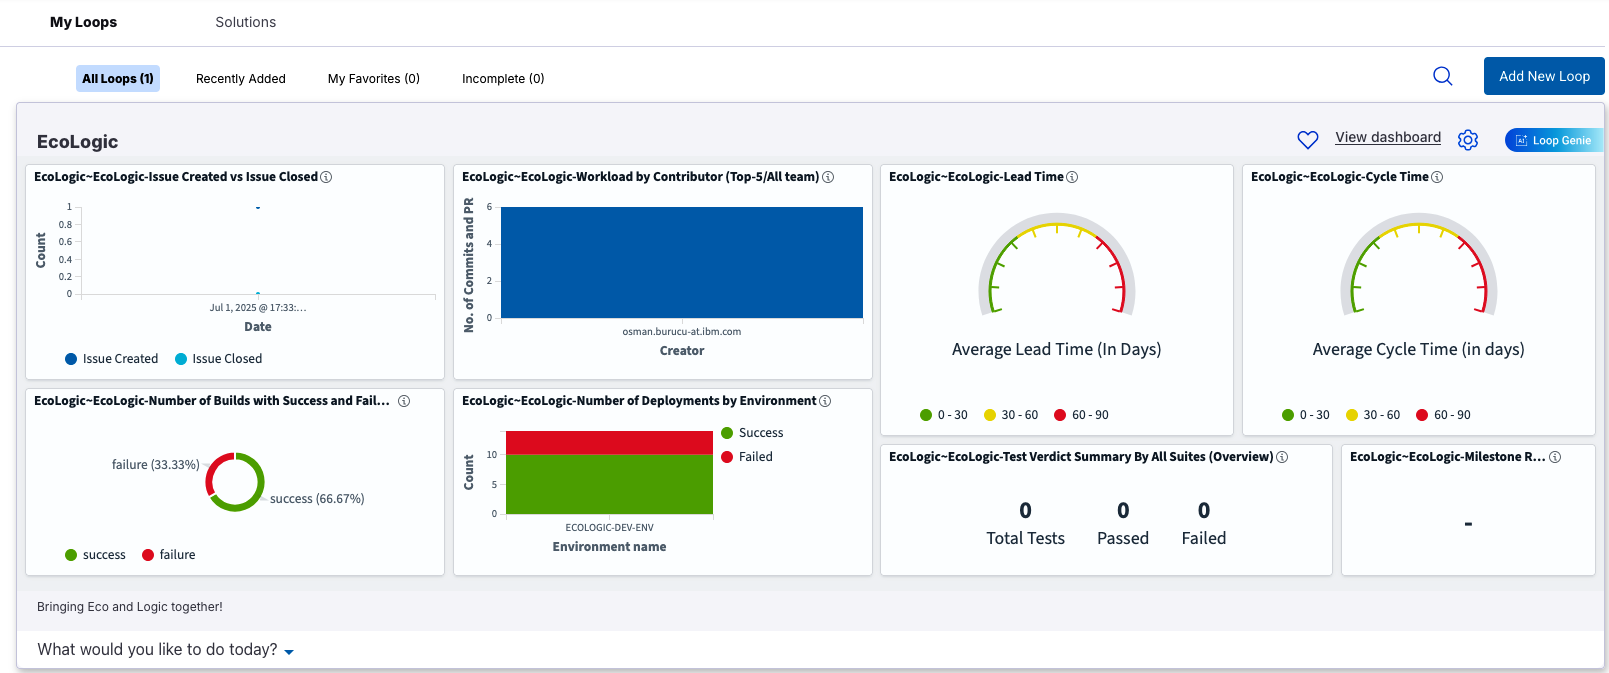 My Loops
Solutions
All Loops (1)
Recently Added
My Favorites (0)
Incomplete (0)
Add New Loop
EcoLogic
View dashboard
AI Loop Genie
EcoLogic~EcoLogic-Issue Created vs Issue Closed
Count
1
0.8
0.6
0.4
0.2
0
Jul 1, 2025 @ 17:33:...
Date
Issue Created
Issue Closed
EcoLogic~EcoLogic-Workload by Contributor (Top-5/All team)
No. of Commits and PR
6
4
2
0
osman.burucu-at.ibm.com
Creator
EcoLogic~EcoLogic-Lead Time
Average Lead Time (In Days)
0 - 30
30 - 60
60 - 90
EcoLogic~EcoLogic-Cycle Time
Average Cycle Time (in days)
0 - 30
30 - 60
60 - 90
EcoLogic~EcoLogic-Number of Builds with Success and Fail...
failure (33.33%)
success (66.67%)
success
failure
EcoLogic~EcoLogic-Number of Deployments by Environment
Count
10
5
0
ECOLOGIC-DEV-ENV
Environment name
Success
Failed
EcoLogic~EcoLogic-Test Verdict Summary By All Suites (Overview)
0
Total Tests
0
Passed
0
Failed
EcoLogic~EcoLogic-Milestone R...
-
Bringing Eco and Logic together!
What would you like to do today?